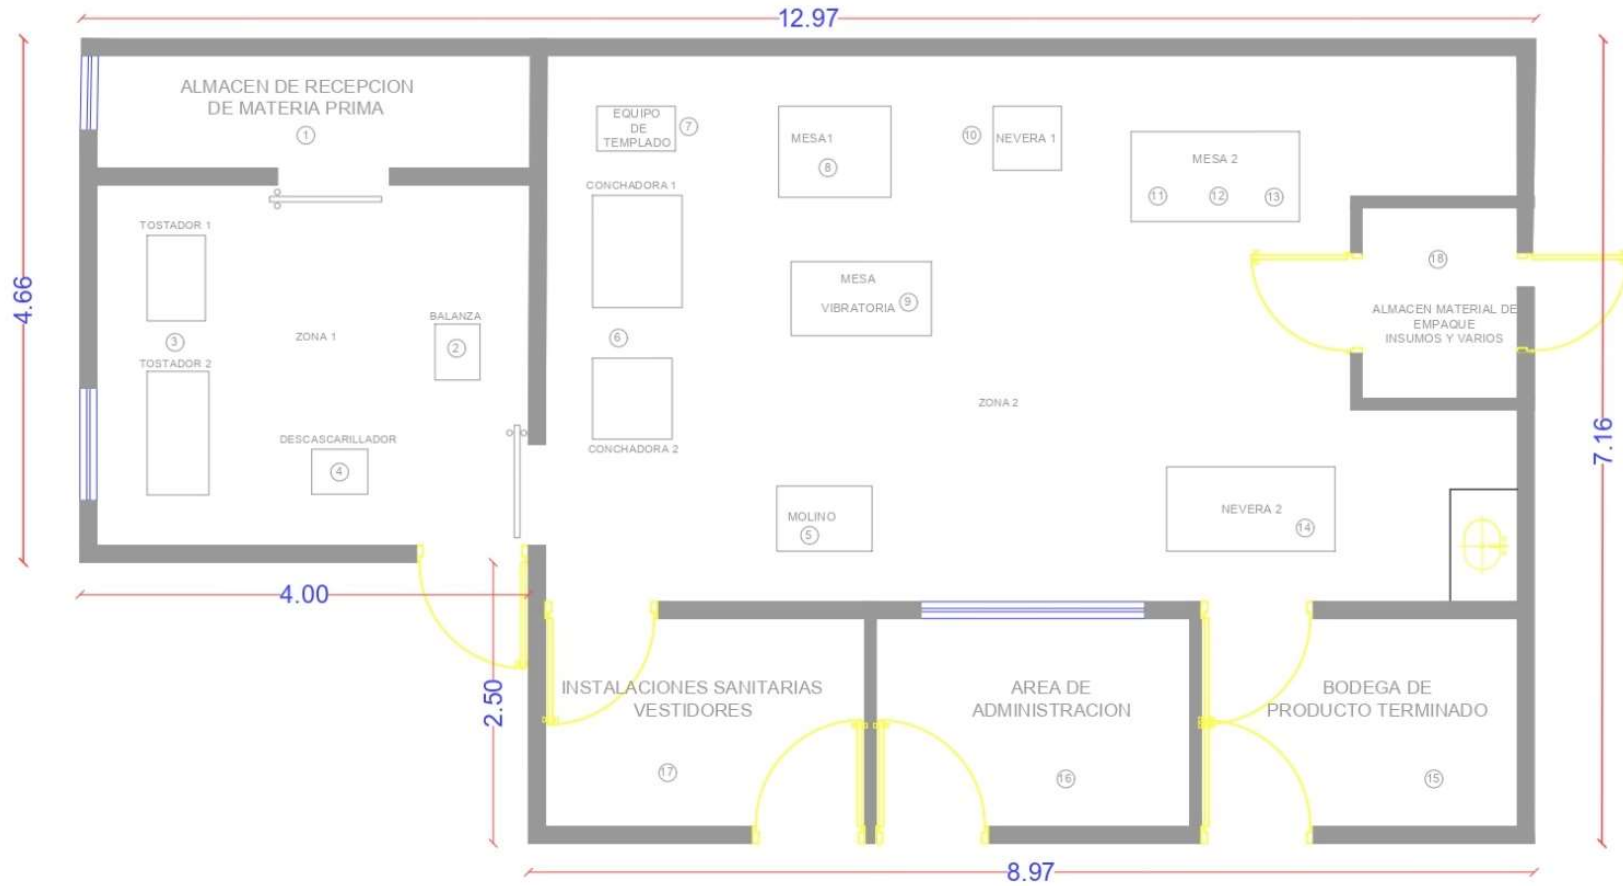 12.97
4.66
ALMACEN DE RECEPCION
DE MATERIA PRIMA
1
TOSTADOR 1
3
TOSTADOR 2
ZONA 1
BALANZA
2
DESCASCARILLADOR
4
4.00
2.50
EQUIPO
DE
TEMPLADO
7
CONCHADORA 1
6
CONCHADORA 2
MESA1
8
MESA
VIBRATORIA 9
MOLINO
5
10 NEVERA 1
MESA 2
11 12 13
ZONA 2
18
ALMACEN MATERIAL DE
EMPAQUE
INSUMOS Y VARIOS
NEVERA 2
14
7.16
INSTALACIONES SANITARIAS
VESTIDORES
17
AREA DE
ADMINISTRACION
16
BODEGA DE
PRODUCTO TERMINADO
15
8.97